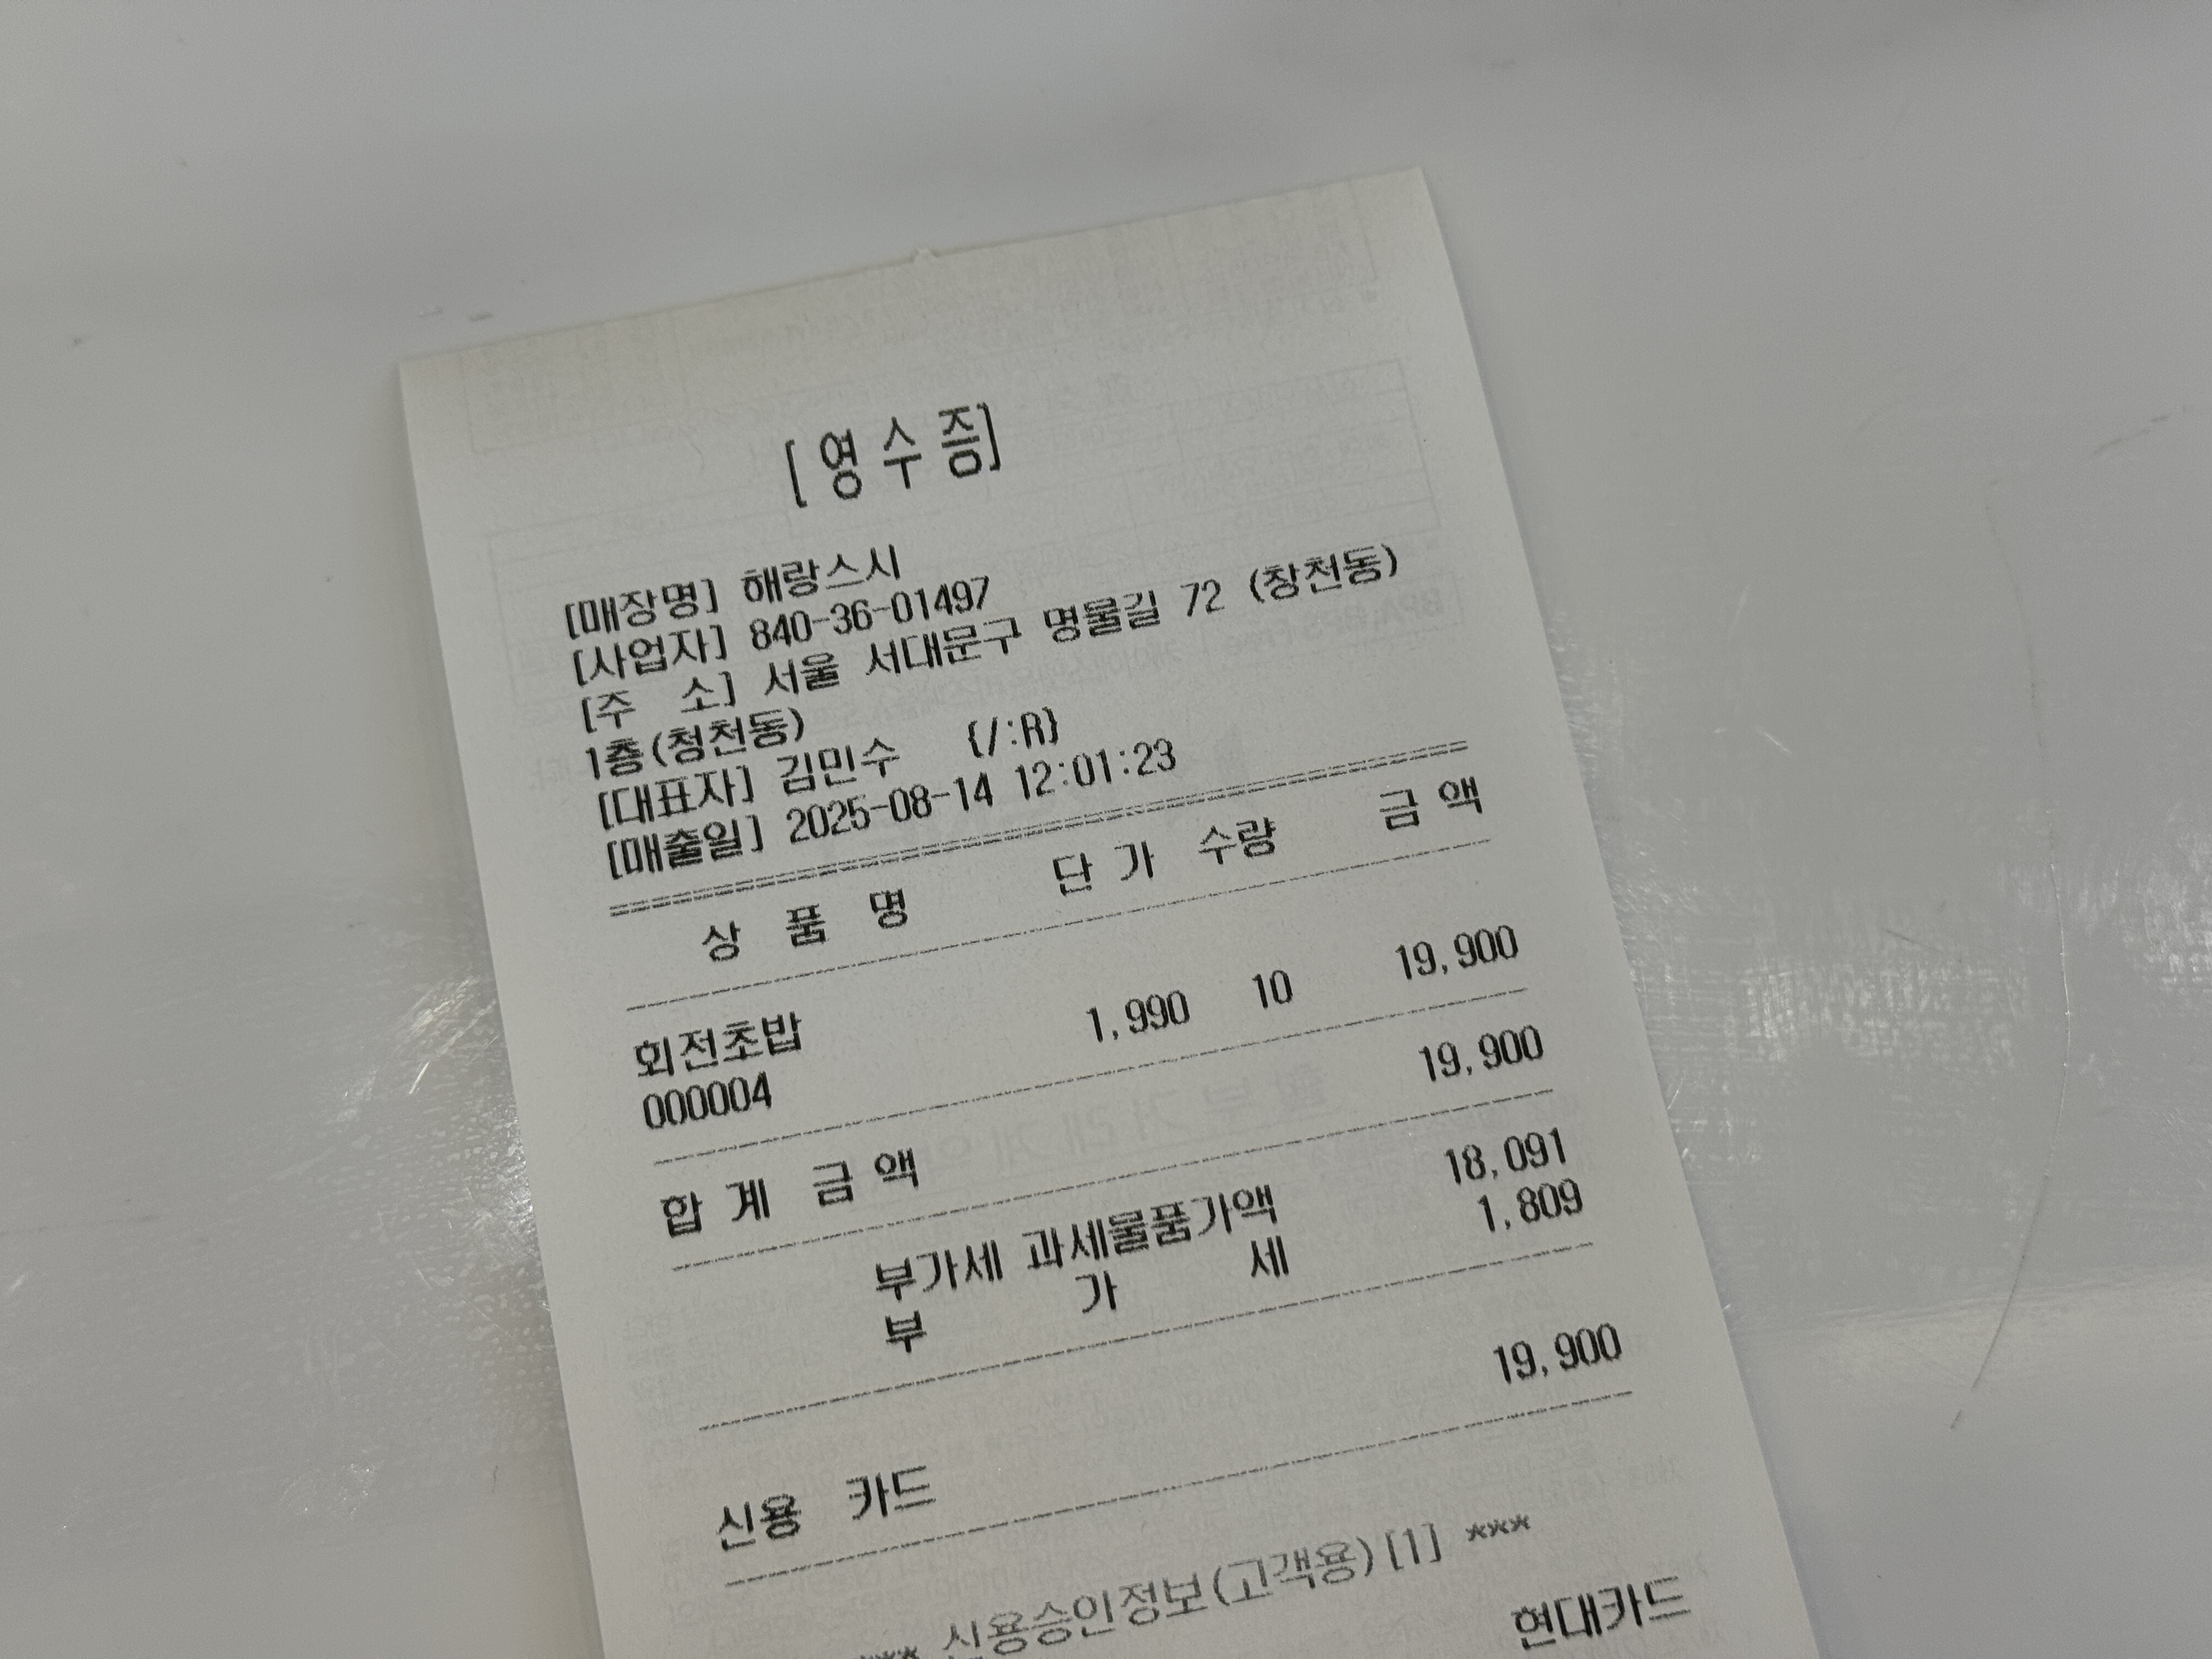 [ 영 수 증]
[매장명] 해랑스시
[사업자] 840-36-01497
[주 소] 서울 서대문구 명물길 72 (창천동)
1층(청천동)
[대표자] 김민수 {/:R}
[매출일] 2025-08-14 12:01:23
상 품 명 단 가 수량 금 액
회전초밥 1,990 10 19,900
000004
합 계 금 액 19,900
부가세 과세물품가액 18,091
부 가 세 1,809
신용 카드 19,900
*** 신용승인정보(고객용)[1] ***
현대카드